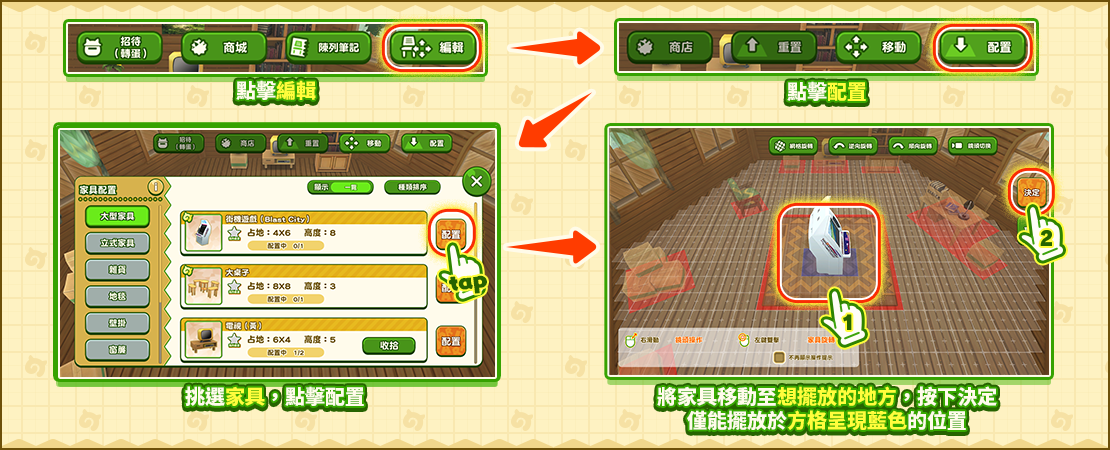 招待
(轉蛋)
商城
陳列筆記
編輯
點擊編輯
商店
重置
移動
配置
點擊配置
招待
(轉蛋)
商店
重置
移動
配置
家具配置
顯示
一覽
種類排序
大型家具
立式家具
雜貨
地毯
壁掛
窗簾
街機遊戲 (Blast City)
占地：4X6 高度：8
配置中 0/1
配置
tap
大桌子
占地：8X8 高度：3
配置中 0/1
電視 (黃)
占地：6X4 高度：5
配置中 1/2
收拾
配置
挑選家具，點擊配置
網格旋轉
逆向旋轉
順向旋轉
鏡頭切換
決定
2
1
右滑動 鏡頭操作
左鍵雙擊 家具旋轉
不再顯示操作提示
將家具移動至想擺放的地方，按下決定
僅能擺放於方格呈現藍色的位置